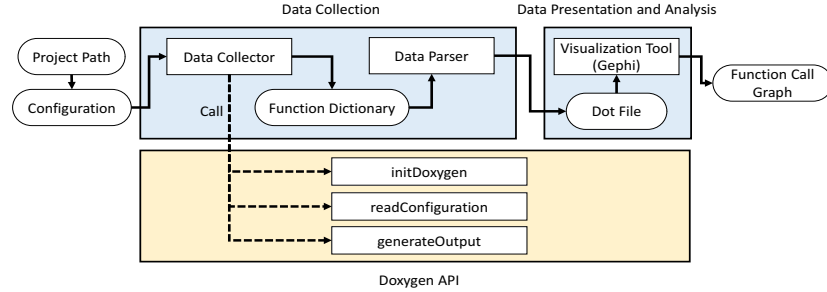 Data Collection
Data Presentation and Analysis
Project Path
Configuration
Data Collector
Function Dictionary
Data Parser
Visualization Tool
(Gephi)
Dot File
Function Call
Graph
Call
initDoxygen
readConfiguration
generateOutput
Doxygen API